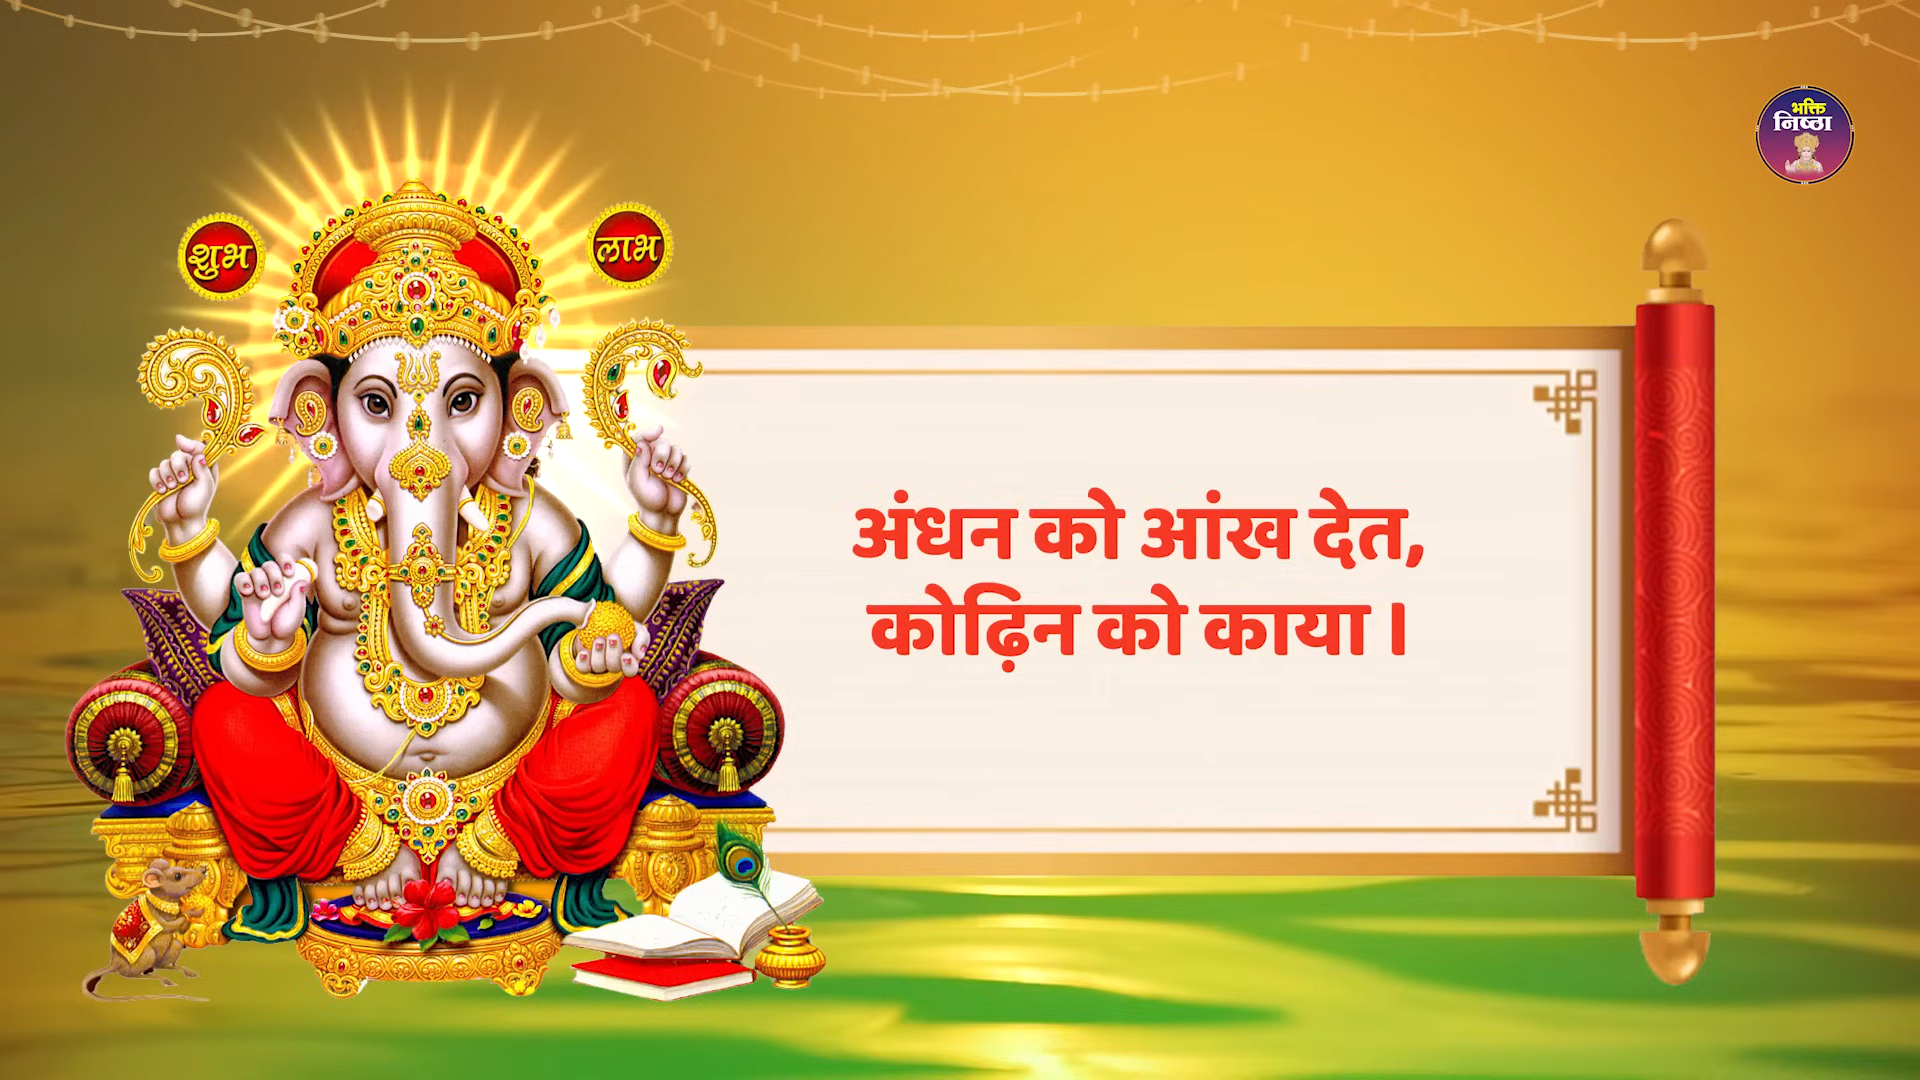 भक्ति
निष्ठा
शुभ
लाभ
अंधन को आंख देत,
कोढ़िन को काया ।